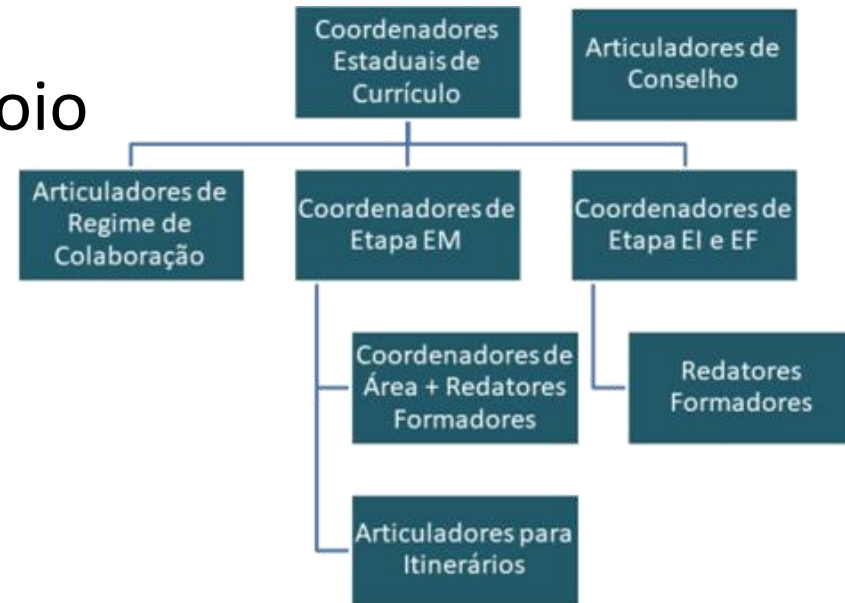 Coordenadores
Estaduais de
Currículo
Articuladores de
Conselho
oio
Articuladores de
Regime de
Colaboração
Coordenadores de
Etapa EM
Coordenadores de
Etapa EI e EF
Coordenadores de
Área + Redatores
Formadores
Redatores
Formadores
Articuladores para
Itinerários